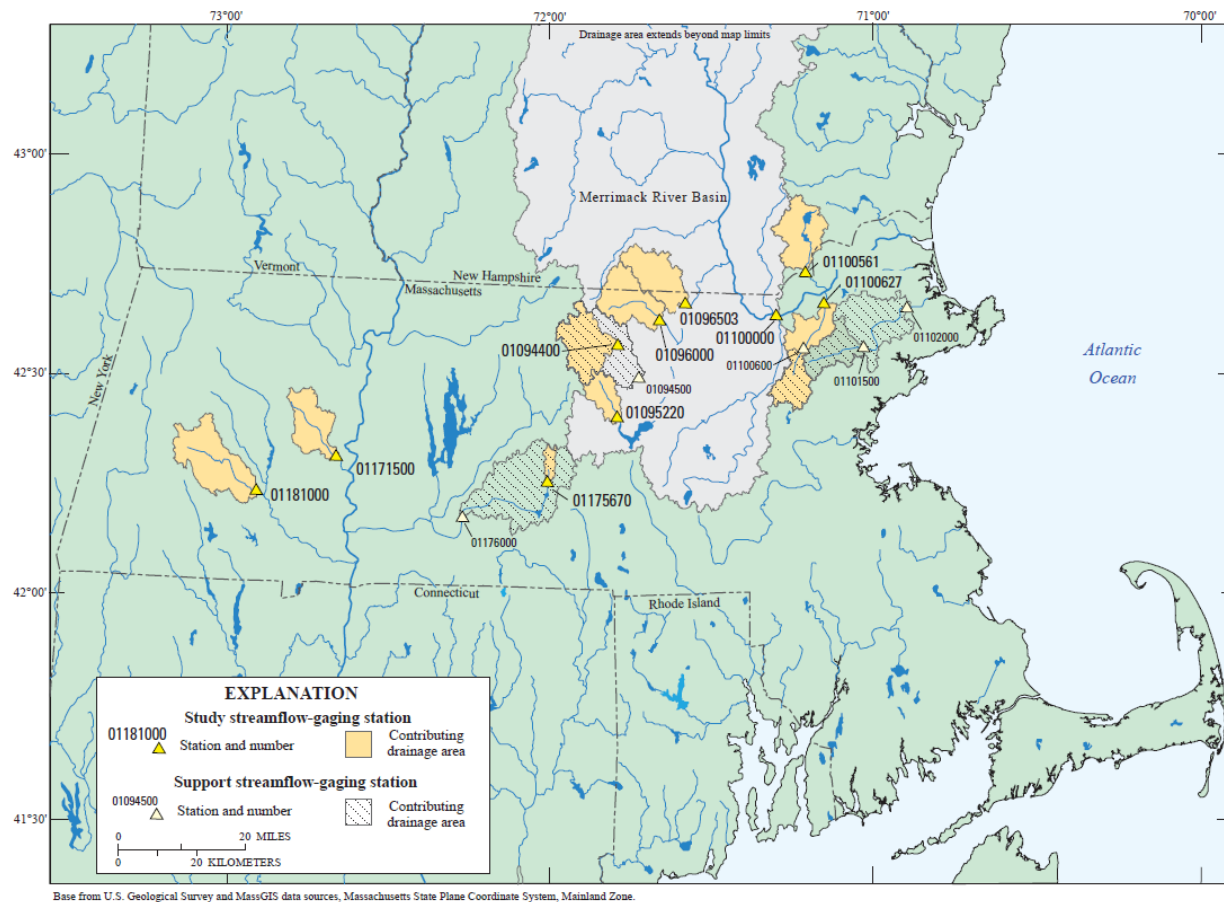 73°00'
72°00'
71°00'
70°00'
Drainage area extends beyond map limits
43°00'
Merrimack River Basin
Vermont
New Hampshire
Massachusetts
01100561
01100627
01096503
01100000
01102000
01096000
01094400
01100600
01101500
New York
42°30'
01094500
01095220
Atlantic
Ocean
01171500
01181000
01175670
01176000
42°00'
Connecticut
Rhode Island
EXPLANATION
Study streamflow-gaging station
01181000
Station and number
Contributing
drainage area
Support streamflow-gaging station
01094500
Station and number
Contributing
drainage area
0 20 MILES
0 20 KILOMETERS
41°50'
Base from U.S. Geological Survey and MassGIS data sources, Massachusetts State Plane Coordinate System, Mainland Zone.